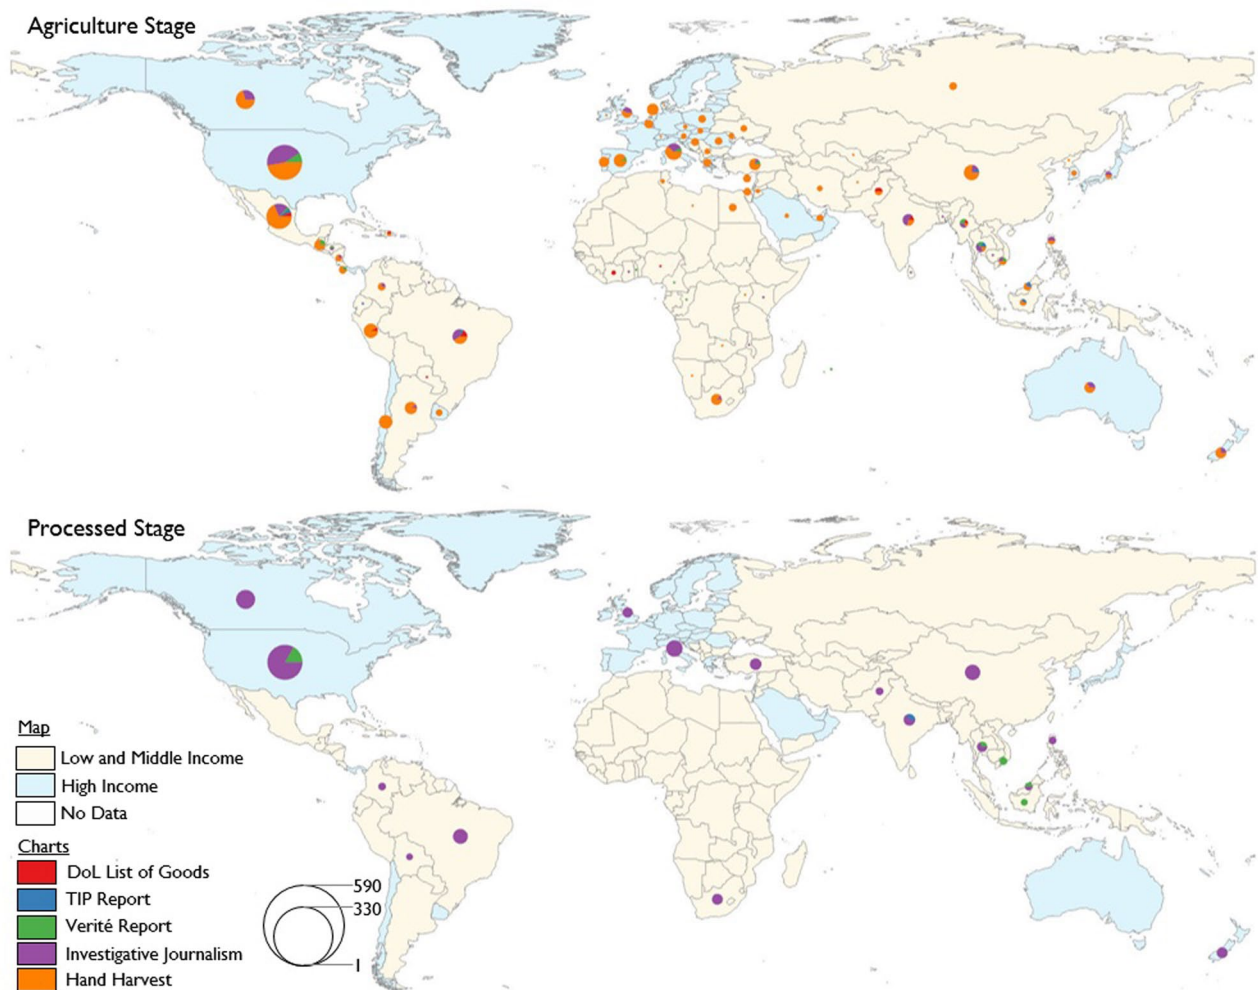 Agriculture Stage
Processed Stage
Map
Low and Middle Income
High Income
No Data
Charts
DoL List of Goods
TIP Report
Verité Report
Investigative Journalism
Hand Harvest
590
330
1